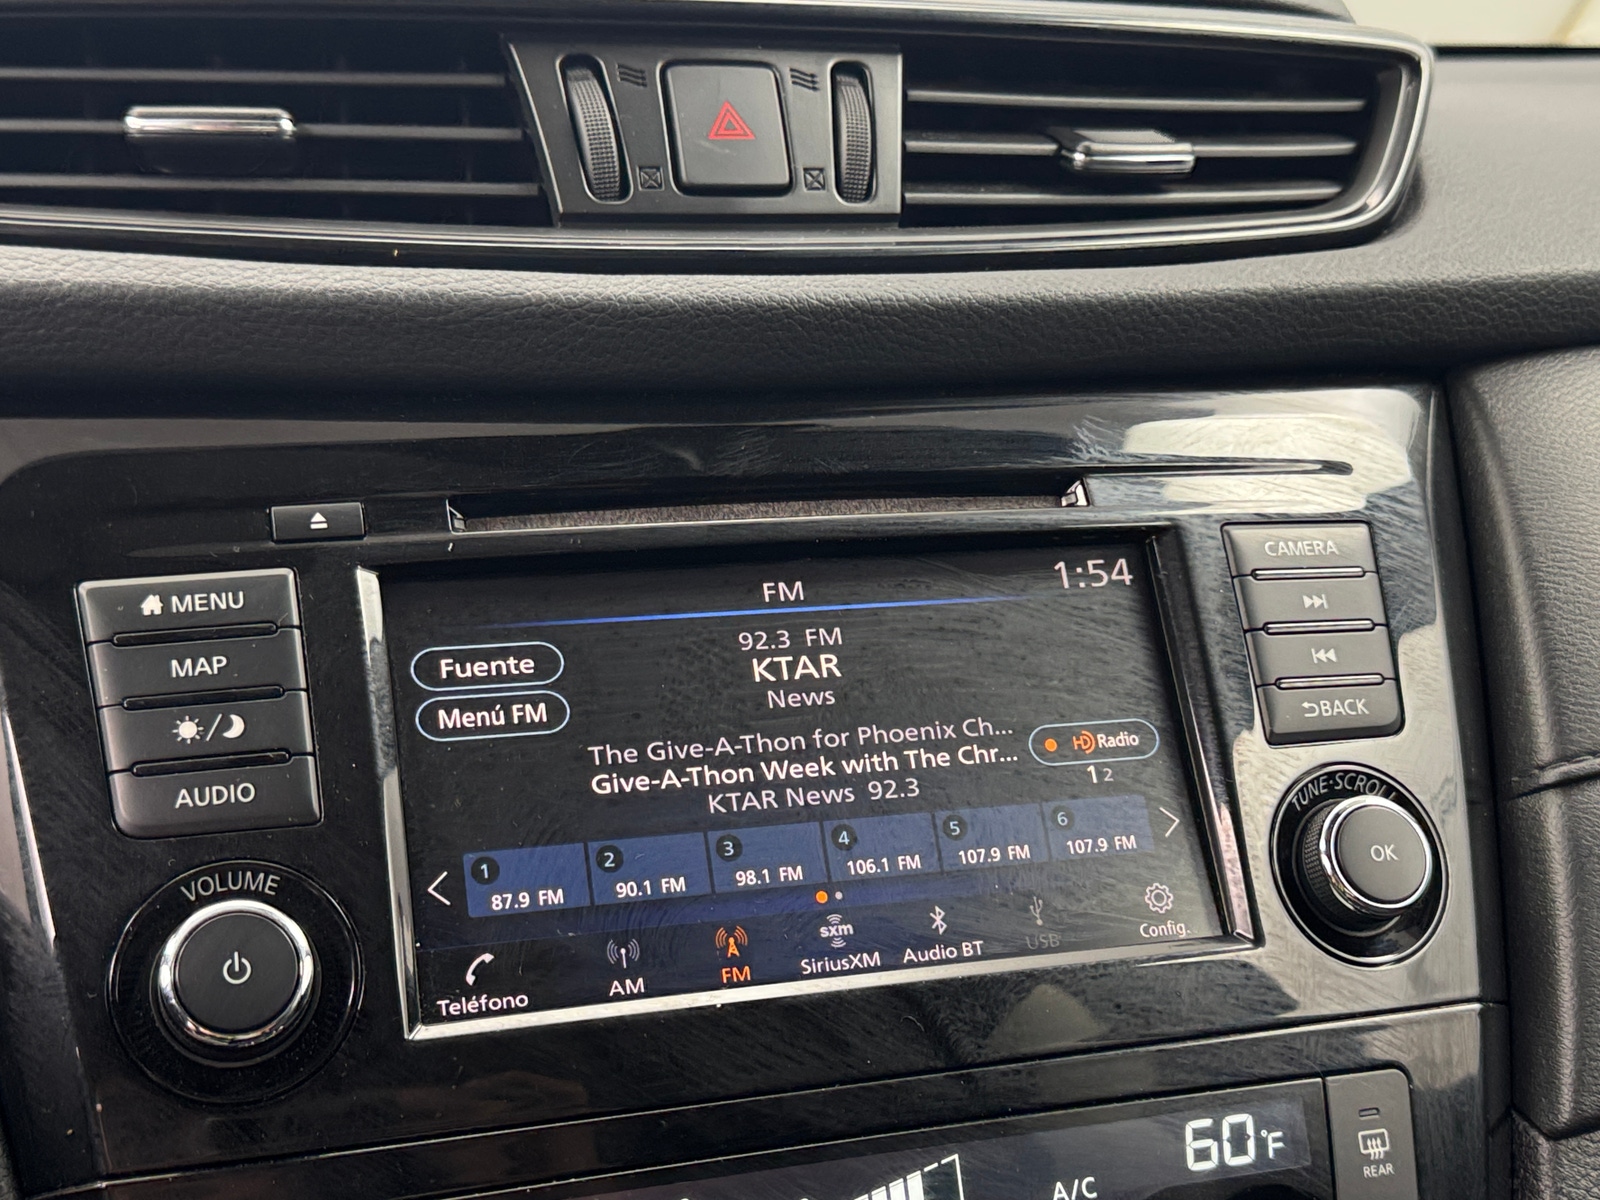 CAMERA
MENU
MAP
AUDIO
BACK
VOLUME
TUNE·SCROLL
OK
FM
1:54
Fuente
Menú FM
92.3 FM
KTAR
News
The Give-A-Thon for Phoenix Ch...
Give-A-Thon Week with The Chr...
KTAR News 92.3
HD Radio
1 2
1 87.9 FM
2 90.1 FM
3 98.1 FM
4 106.1 FM
5 107.9 FM
6 107.9 FM
Teléfono
AM
FM
sxm
SiriusXM
Audio BT
USB
Config.
60°F
A/C
REAR